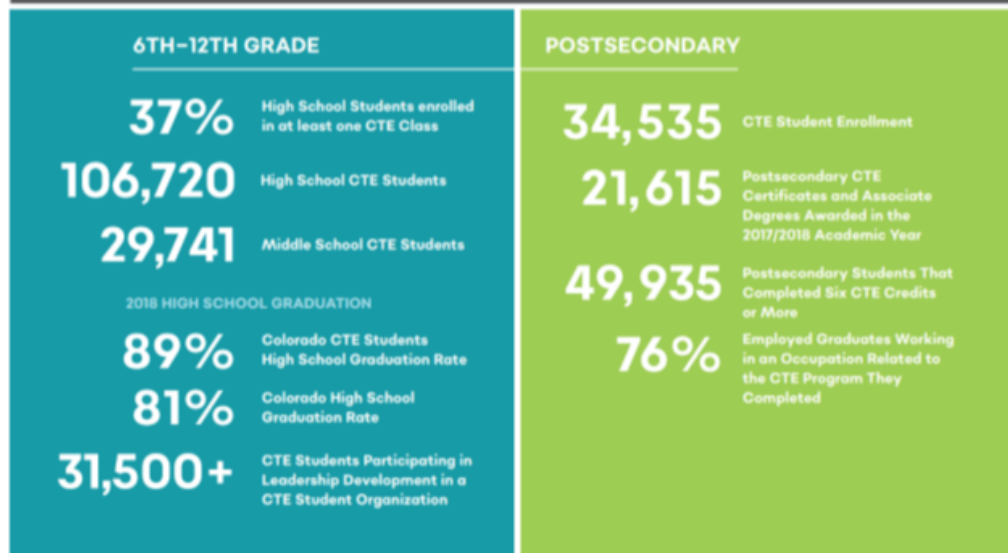 6TH–12TH GRADE
37%
High School Students enrolled
in at least one CTE Class
106,720
High School CTE Students
29,741
Middle School CTE Students
2018 HIGH SCHOOL GRADUATION
89%
Colorado CTE Students
High School Graduation Rate
81%
Colorado High School
Graduation Rate
31,500+
CTE Students Participating in
Leadership Development in a
CTE Student Organization
POSTSECONDARY
34,535
CTE Student Enrollment
21,615
Postsecondary CTE
Certificates and Associate
Degrees Awarded in the
2017/2018 Academic Year
49,935
Postsecondary Students That
Completed Six CTE Credits
or More
76%
Employed Graduates Working
in an Occupation Related to
the CTE Program They
Completed